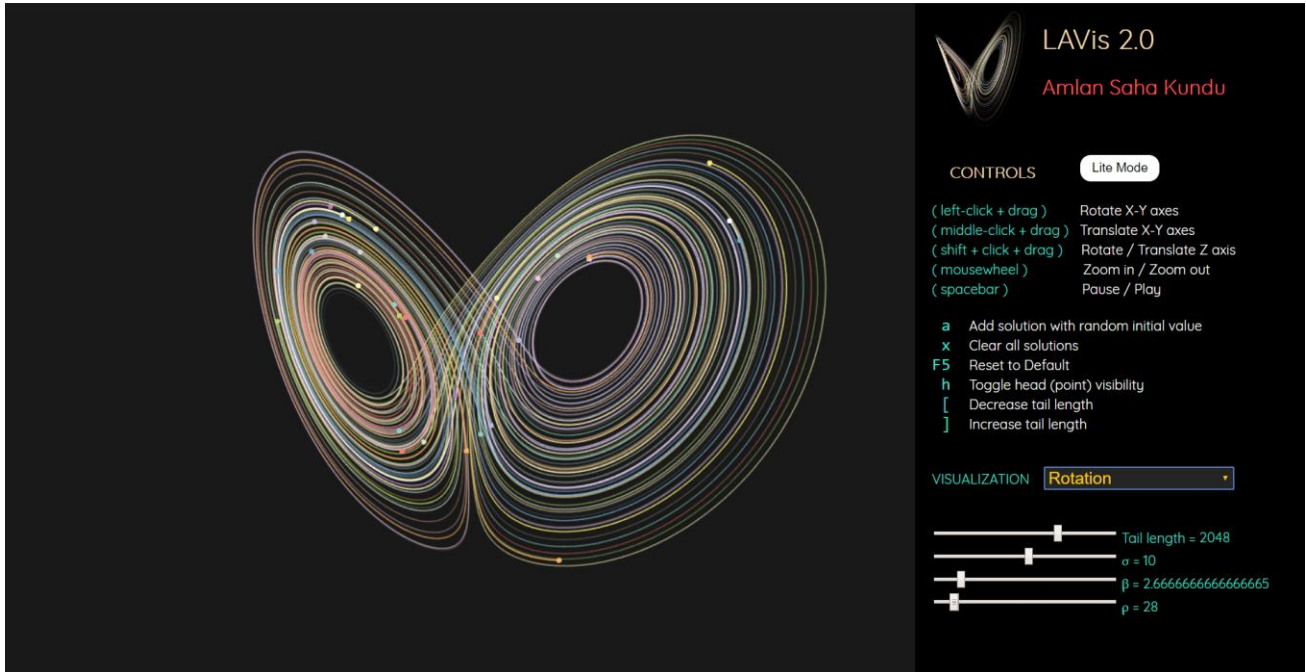 LAVis 2.0
Amlan Saha Kundu
CONTROLS Lite Mode
( left-click + drag ) Rotate X-Y axes
( middle-click + drag ) Translate X-Y axes
( shift + click + drag ) Rotate / Translate Z axis
( mousewheel ) Zoom in / Zoom out
( spacebar ) Pause / Play
a Add solution with random initial value
x Clear all solutions
F5 Reset to Default
h Toggle head (point) visibility
[ Decrease tail length
] Increase tail length
VISUALIZATION Rotation
Tail length = 2048
σ = 10
β = 2.6666666666666665
ρ = 28